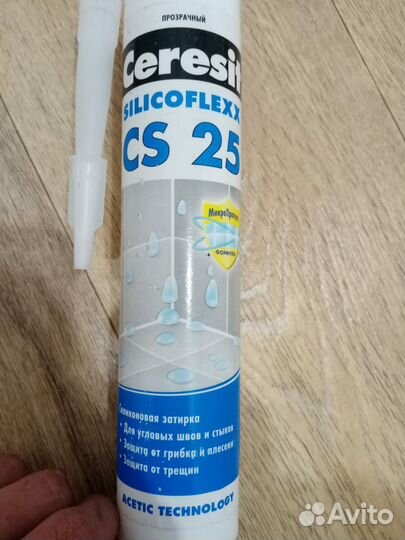 ПРОЗРАЧНЫЙ
Ceresit
SILICOFLEXX
CS 25
ФОРМУЛА
Силиконовая затирка
• Для угловых швов и стыков
• Защита от грибка и плесени
• Защита от трещин
ACETIC TECHNOLOGY
Avito